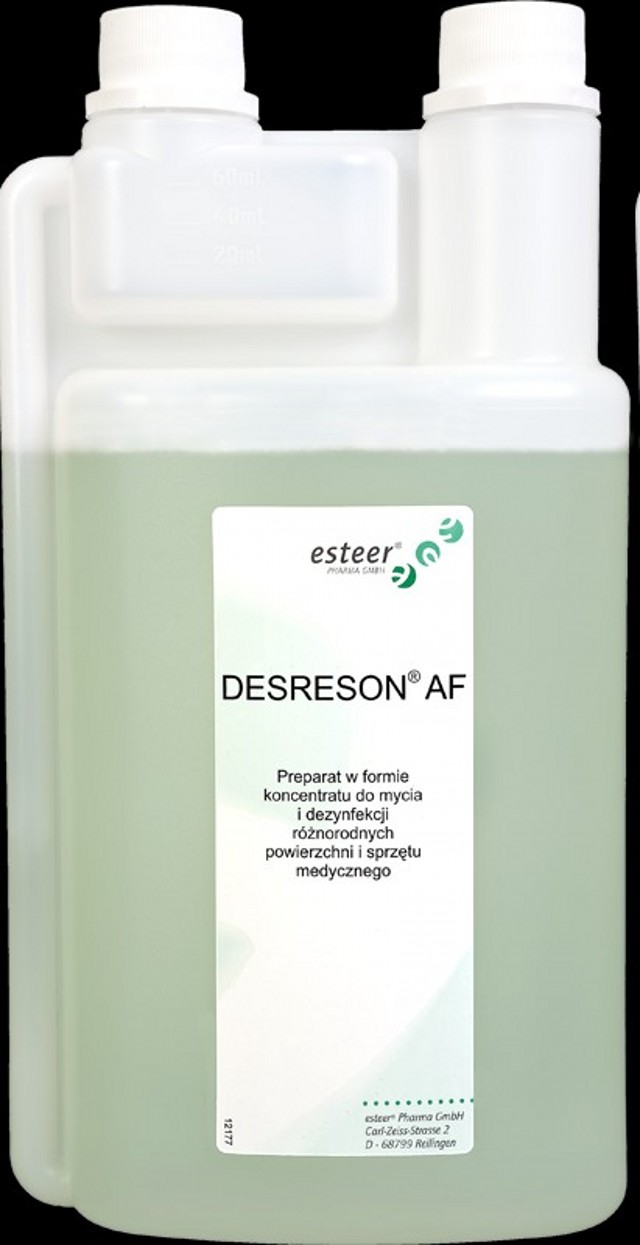 60ml
40ml
20ml
esteer®
PHARMA GMBH
DESRESON® AF
Preparat w formie
koncentratu do mycia
i dezynfekcji
różnorodnych
powierzchni i sprzętu
medycznego
esteer® Pharma GmbH
Carl-Zeiss-Strasse 2
D - 68799 Reilingen
12177